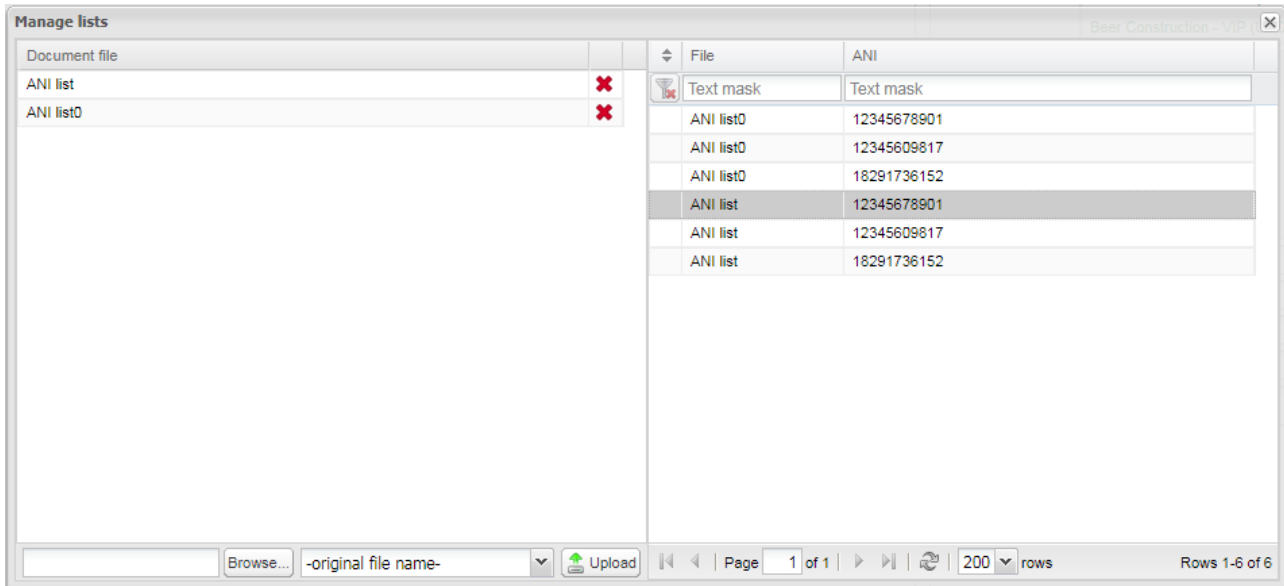 Manage lists
Beer Construction - VIP (
Document file
ANI list
ANI list0
File ANI
Text mask Text mask
ANI list0 12345678901
ANI list0 12345609817
ANI list0 18291736152
ANI list 12345678901
ANI list 12345609817
ANI list 18291736152
Browse... -original file name- Upload
Page 1 of 1 200 rows Rows 1-6 of 6